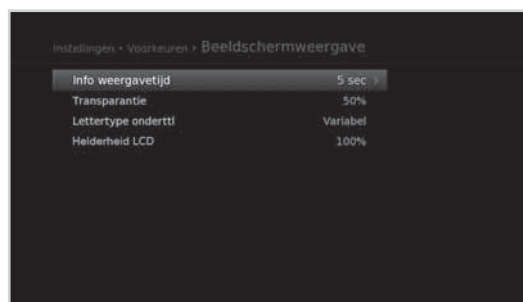 Instellingen • Voorkeuren • Beeldschermweergave
Info weergavetijd 5 sec >
Transparantie 50%
Lettertype onderttl Variabel
Helderheid LCD 100%